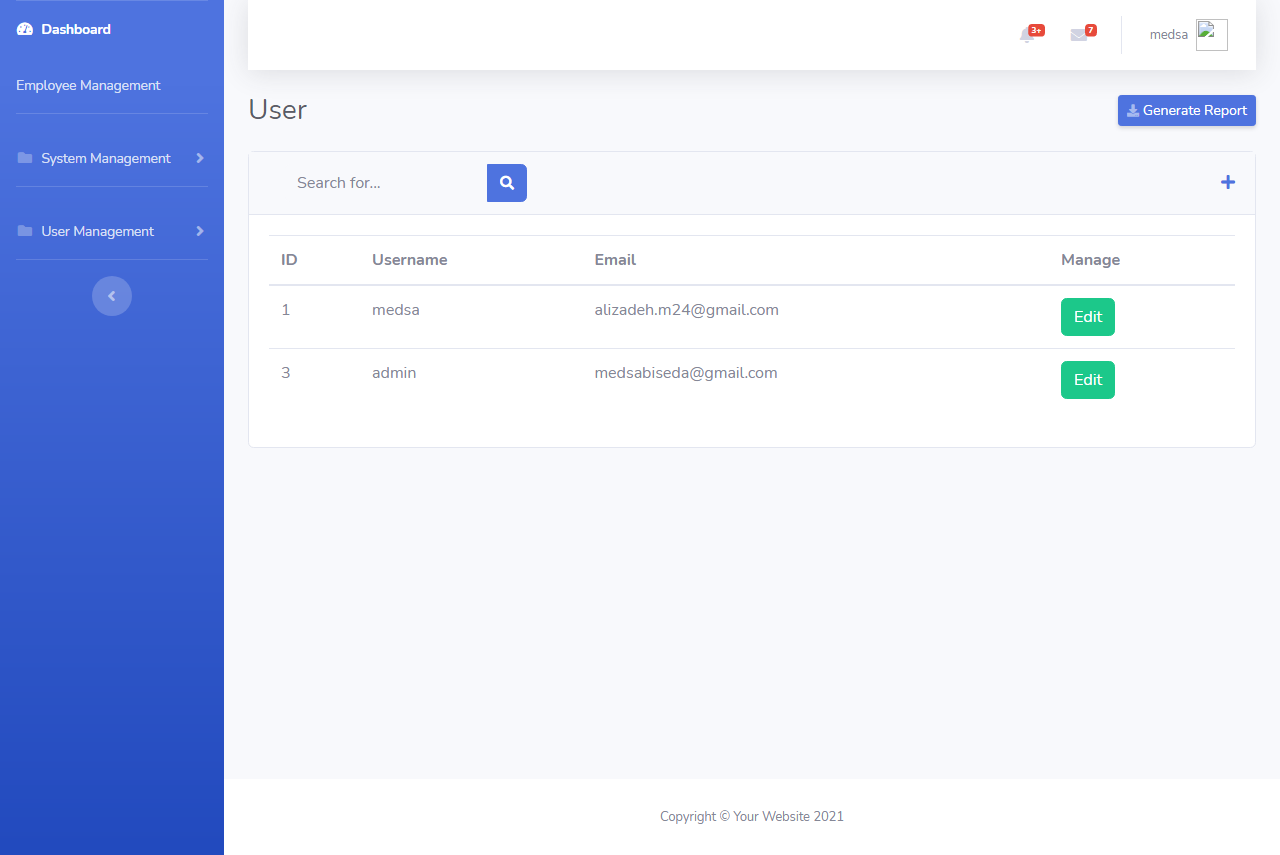 Dashboard
Employee Management
System Management
User Management
3+
7
medsa
User
Generate Report
Search for...
ID Username Email Manage
1 medsa alizadeh.m24@gmail.com Edit
3 admin medsabiseda@gmail.com Edit
Copyright © Your Website 2021